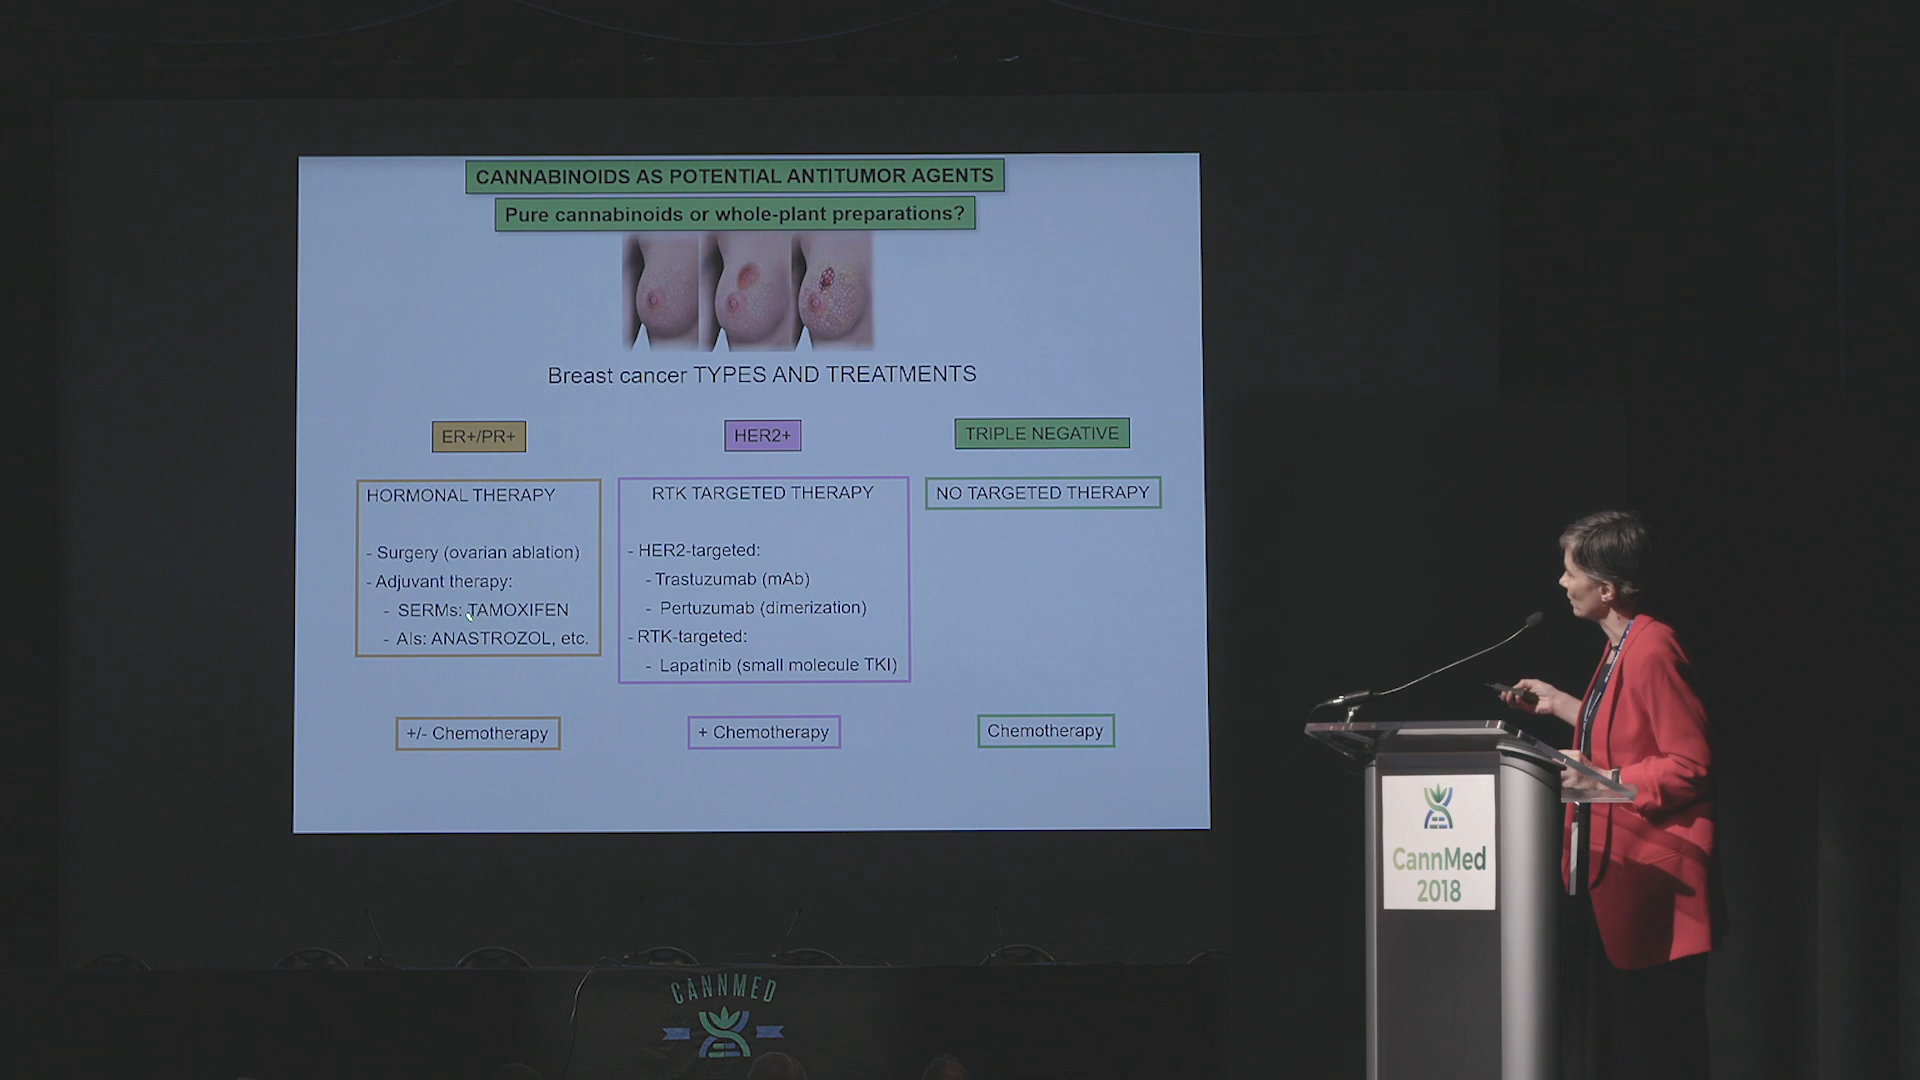 CANNABINOIDS AS POTENTIAL ANTITUMOR AGENTS
Pure cannabinoids or whole-plant preparations?
Breast cancer TYPES AND TREATMENTS
ER+/PR+
HORMONAL THERAPY
- Surgery (ovarian ablation)
- Adjuvant therapy:
- SERMs: TAMOXIFEN
- AIs: ANASTROZOL, etc.
+/- Chemotherapy
HER2+
RTK TARGETED THERAPY
- HER2-targeted:
- Trastuzumab (mAb)
- Pertuzumab (dimerization)
- RTK-targeted:
- Lapatinib (small molecule TKI)
+ Chemotherapy
TRIPLE NEGATIVE
NO TARGETED THERAPY
Chemotherapy
CannMed
2018
CANNMED